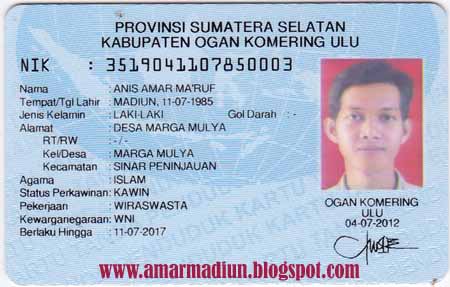 PROVINSI SUMATERA SELATAN
KABUPATEN OGAN KOMERING ULU
NIK : 3519041107850003
Nama : ANIS AMAR MA'RUF
Tempat/Tgl Lahir : MADIUN, 11-07-1985
Jenis Kelamin : LAKI-LAKI Gol Darah : -
Alamat : DESA MARGA MULYA
RT/RW : - / -
Kel/Desa : MARGA MULYA
Kecamatan : SINAR PENINJAUAN
Agama : ISLAM
Status Perkawinan: KAWIN
Pekerjaan : WIRASWASTA
Kewarganegaraan: WNI
Berlaku Hingga : 11-07-2017
OGAN KOMERING
ULU
04-07-2012
www.amarmadiun.blogspot.com